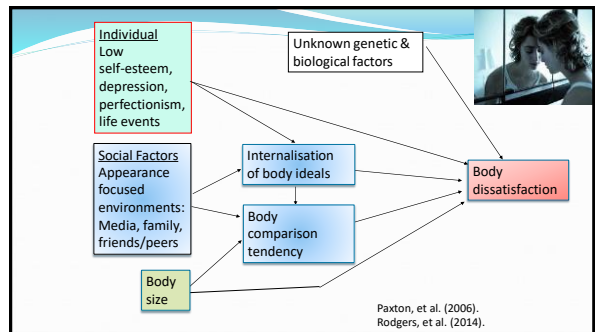 Individual
Low
self-esteem,
depression,
perfectionism,
life events
Unknown genetic &
biological factors
Social Factors
Appearance
focused
environments:
Media, family,
friends/peers
Internalisation
of body ideals
Body
comparison
tendency
Body
dissatisfaction
Body
size
Paxton, et al. (2006).
Rodgers, et al. (2014).